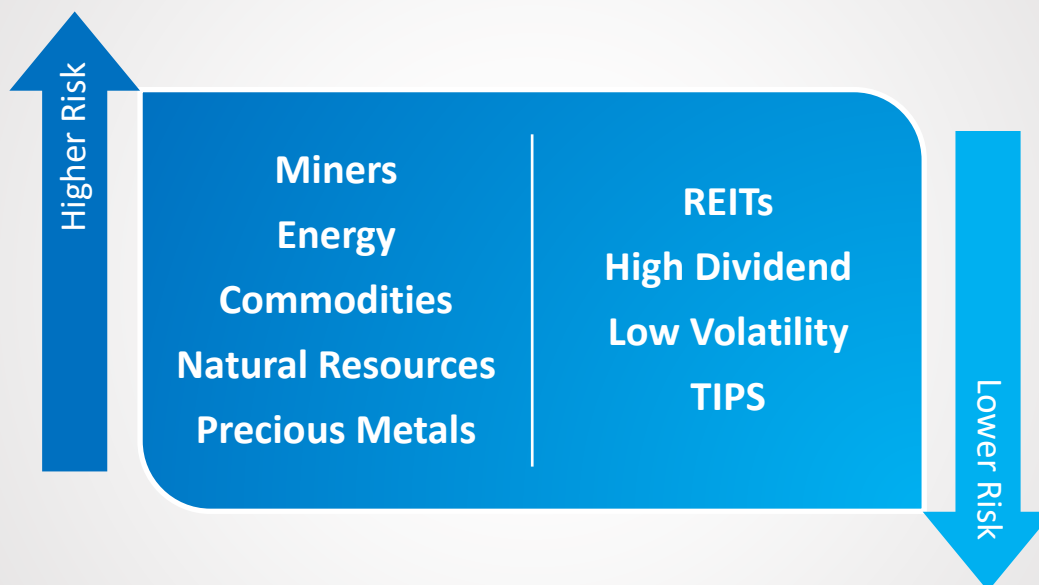 Higher Risk
Miners
Energy
Commodities
Natural Resources
Precious Metals
REITs
High Dividend
Low Volatility
TIPS
Lower Risk